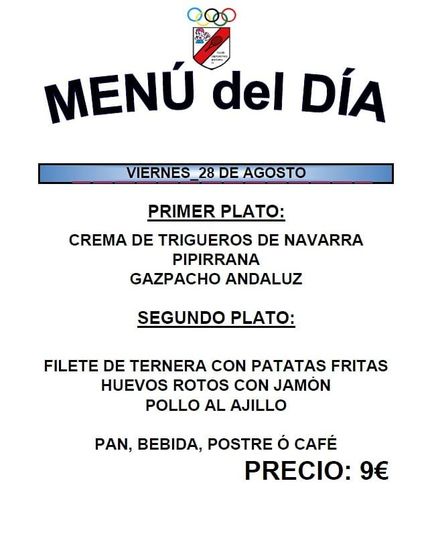 MENÚ del DÍA
VIERNES_28 DE AGOSTO
PRIMER PLATO:
CREMA DE TRIGUEROS DE NAVARRA
PIPIRRANA
GAZPACHO ANDALUZ
SEGUNDO PLATO:
FILETE DE TERNERA CON PATATAS FRITAS
HUEVOS ROTOS CON JAMÒN
POLLO AL AJILLO
PAN, BEBIDA, POSTRE Ó CAFÉ
PRECIO: 9€